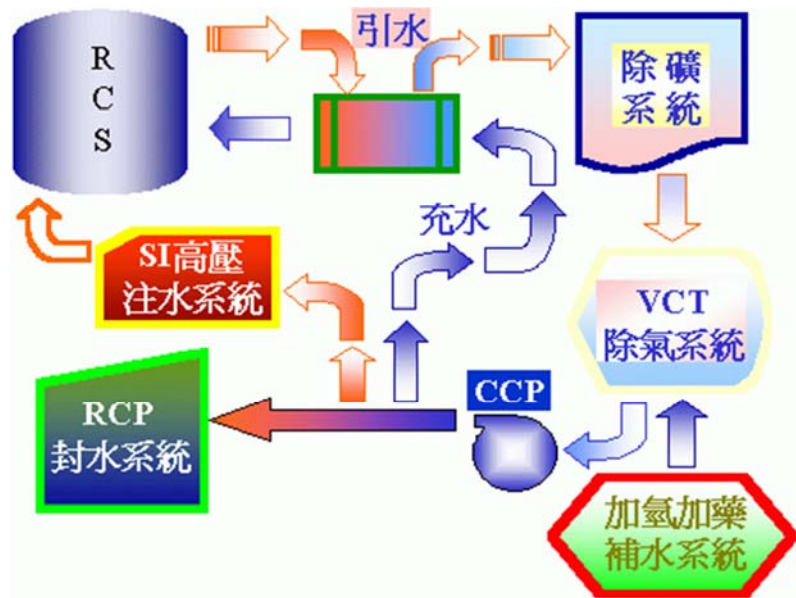 R
C
S
引水
除礦
系統
充水
SI高壓
注水系統
VCT
除氣系統
CCP
RCP
封水系統
加氫加藥
補水系統